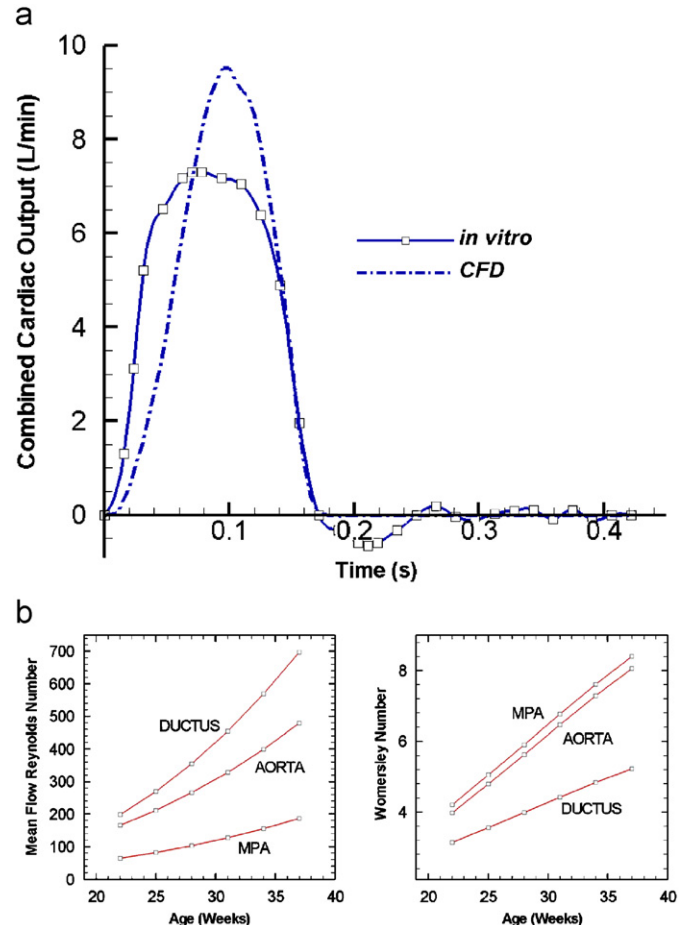 a
Combined Cardiac Output (L/min)
10
8
6
4
2
0
in vitro
CFD
0.1
0.2
0.3
0.4
Time (s)
b
Mean Flow Reynolds Number
700
600
500
400
300
200
100
0
DUCTUS
AORTA
MPA
20
25
30
35
40
Age (Weeks)
Womersley Number
8
6
4
MPA
AORTA
DUCTUS
20
25
30
35
40
Age (Weeks)